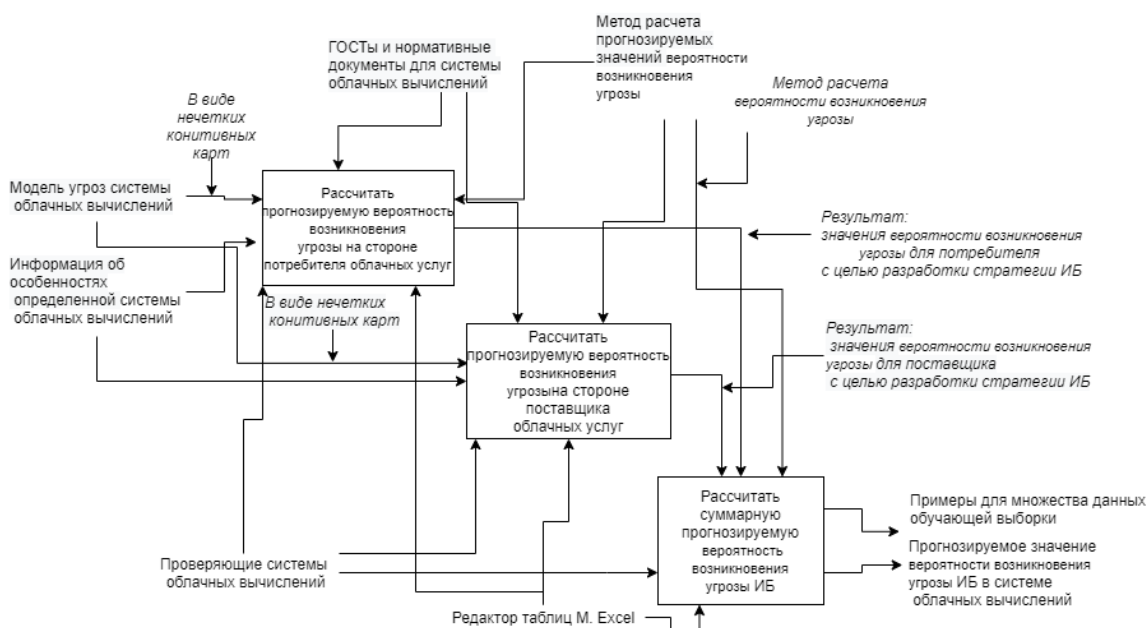 ГОСТы и нормативные
документы для системы
облачных вычислений
Метод расчета
прогнозируемых
значений вероятности
возникновения
угрозы
Метод расчета
вероятности возникновения
угрозы
В виде
нечетких
конитивных
карт
Модель угроз системы
облачных вычислений
Рассчитать
прогнозируемую вероятность
возникновения
угрозы на стороне
потребителя облачных услуг
Результат:
значения вероятности возникновения
угрозы для потребителя
с целью разработки стратегии ИБ
Информация об
особенностях
определенной системы
облачных вычислений
В виде нечетких
конитивных карт
Рассчитать
прогнозируемую вероятность
возникновения
угрозына стороне
поставщика
облачных услуг
Результат:
значения вероятности возникновения
угрозы для поставщика
с целью разработки стратегии ИБ
Рассчитать
суммарную
прогнозируемую
вероятность
возникновения
угрозы ИБ
Примеры для множества данных
обучающей выборки
Прогнозируемое значение
вероятности возникновения
угрозы ИБ в системе
облачных вычислений
Проверяющие системы
облачных вычислений
Редактор таблиц M. Excel